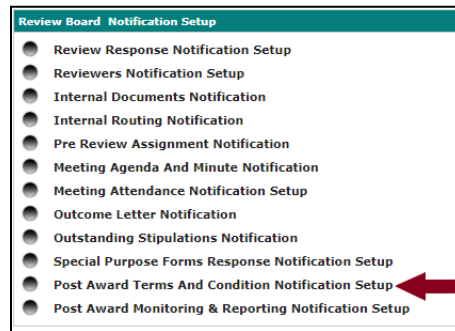 Review Board Notification Setup
Review Response Notification Setup
Reviewers Notification Setup
Internal Documents Notification
Internal Routing Notification
Pre Review Assignment Notification
Meeting Agenda And Minute Notification
Meeting Attendance Notification Setup
Outcome Letter Notification
Outstanding Stipulations Notification
Special Purpose Forms Response Notification Setup
Post Award Terms And Condition Notification Setup
Post Award Monitoring & Reporting Notification Setup